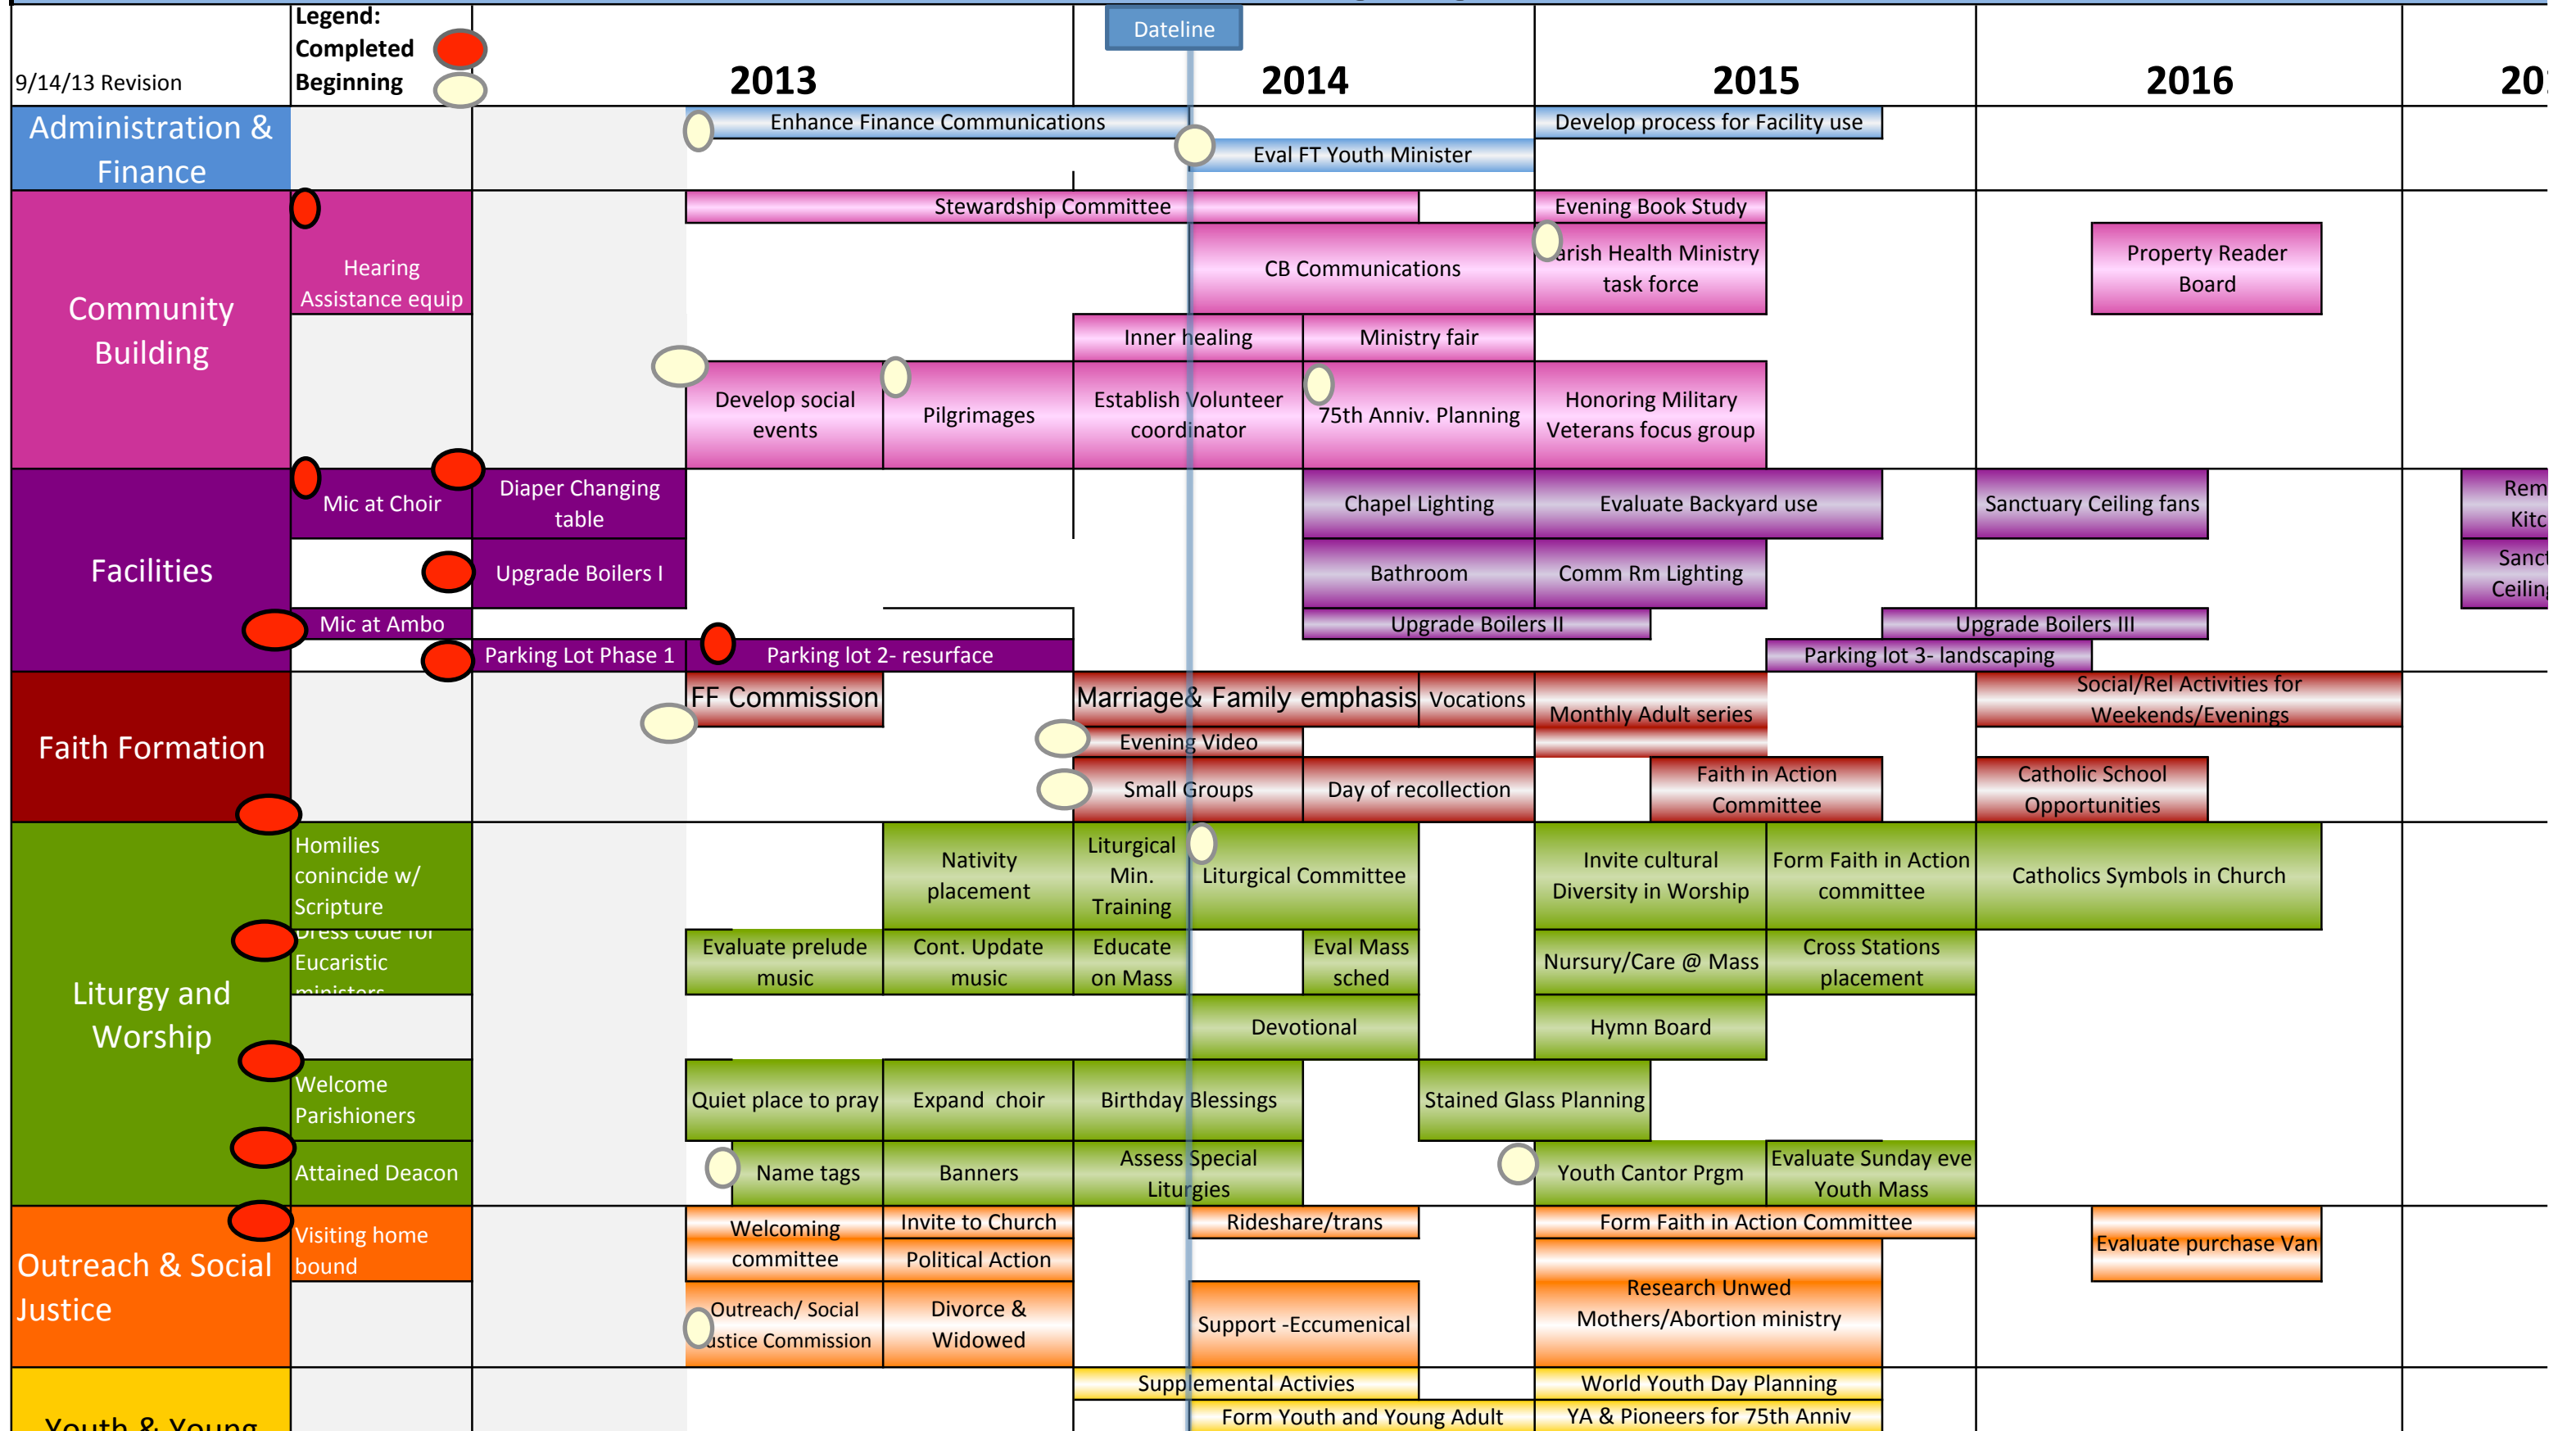 Legend:
Completed
Beginning
9/14/13 Revision
Dateline
2013
2014
2015
2016
Administration &
Finance
Enhance Finance Communications
Develop process for Facility use
Eval FT Youth Minister
Community
Building
Hearing
Assistance equip
Stewardship Committee
Evening Book Study
CB Communications
arish Health Ministry
task force
Property Reader
Board
Inner healing
Ministry fair
Develop social
events
Pilgrimages
Establish Volunteer
coordinator
75th Anniv. Planning
Honoring Military
Veterans focus group
Facilities
Mic at Choir
Diaper Changing
table
Chapel Lighting
Evaluate Backyard use
Sanctuary Ceiling fans
Rem
Kitc
Upgrade Boilers I
Bathroom
Comm Rm Lighting
Sanct
Ceiling
Mic at Ambo
Upgrade Boilers II
Upgrade Boilers III
Parking Lot Phase 1
Parking lot 2- resurface
Parking lot 3- landscaping
Faith Formation
FF Commission
Marriage& Family emphasis
Vocations
Monthly Adult series
Social/Rel Activities for
Weekends/Evenings
Evening Video
Small Groups
Day of recollection
Faith in Action
Committee
Catholic School
Opportunities
Liturgy and
Worship
Homilies
conincide w/
Scripture
Nativity
placement
Liturgical
Min.
Training
Liturgical Committee
Invite cultural
Diversity in Worship
Form Faith in Action
committee
Catholics Symbols in Church
Dress code for
Eucaristic
ministers
Evaluate prelude
music
Cont. Update
music
Educate
on Mass
Eval Mass
sched
Nursury/Care @ Mass
Cross Stations
placement
Devotional
Hymn Board
Welcome
Parishioners
Quiet place to pray
Expand choir
Birthday Blessings
Stained Glass Planning
Attained Deacon
Name tags
Banners
Assess Special
Liturgies
Youth Cantor Prgm
Evaluate Sunday eve
Youth Mass
Outreach & Social
Justice
Visiting home
bound
Welcoming
committee
Invite to Church
Political Action
Rideshare/trans
Form Faith in Action Committee
Evaluate purchase Van
Outreach/ Social
ustice Commission
Divorce &
Widowed
Support -Eccumenical
Research Unwed
Mothers/Abortion ministry
Youth & Young
Supplemental Activies
World Youth Day Planning
Form Youth and Young Adult
YA & Pioneers for 75th Anniv